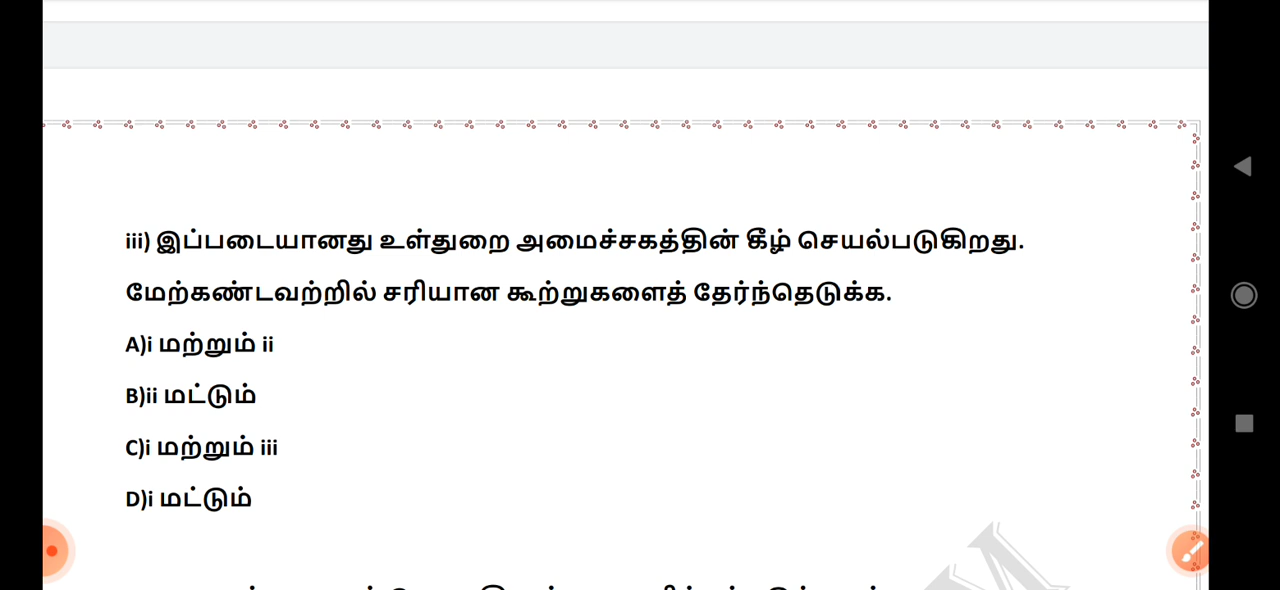 iii) இப்படையானது உள்துறை அமைச்சகத்தின் கீழ் செயல்படுகிறது.
மேற்கண்டவற்றில் சரியான கூற்றுகளைத் தேர்ந்தெடுக்க.
A)i மற்றும் ii
B)ii மட்டும்
C)i மற்றும் iii
D)i மட்டும்